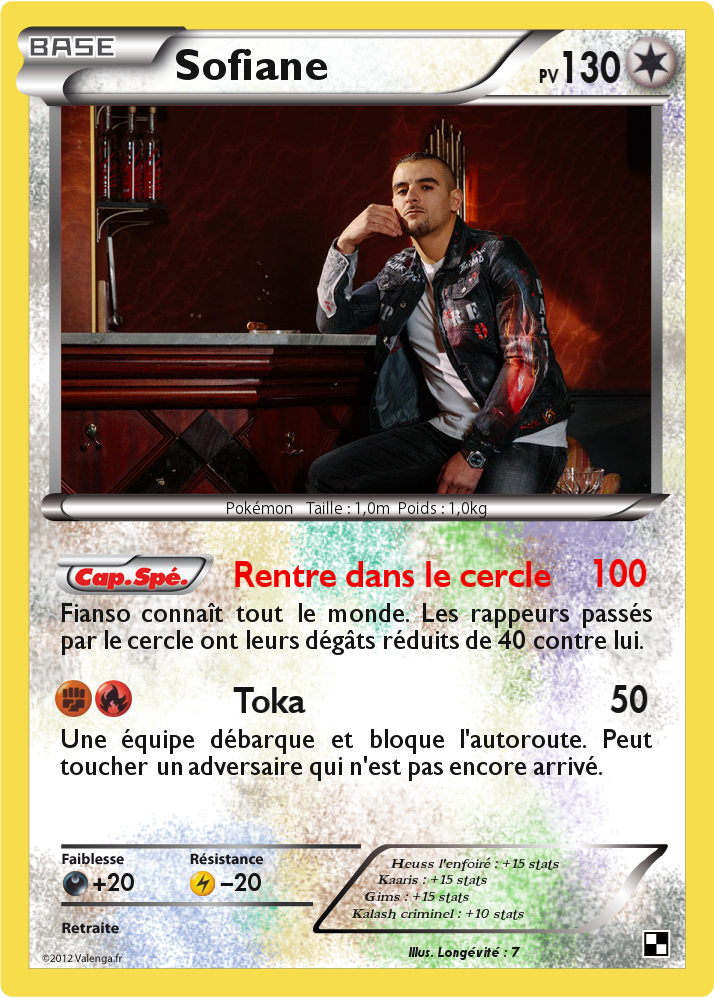 BASE
Sofiane
PV 130
Pokémon Taille : 1,0m Poids : 1,0kg
Cap.Spé. Rentre dans le cercle 100
Fianso connaît tout le monde. Les rappeurs passés
par le cercle ont leurs dégâts réduits de 40 contre lui.
Toka 50
Une équipe débarque et bloque l'autoroute. Peut
toucher un adversaire qui n'est pas encore arrivé.
Faiblesse Résistance
+20 –20
Heuss l'enfoiré : +15 stats
Kaaris : +15 stats
Gims : +15 stats
Kalash criminel : +10 stats
Retraite
©2012 Valenga.fr
Illus. Longévité : 7